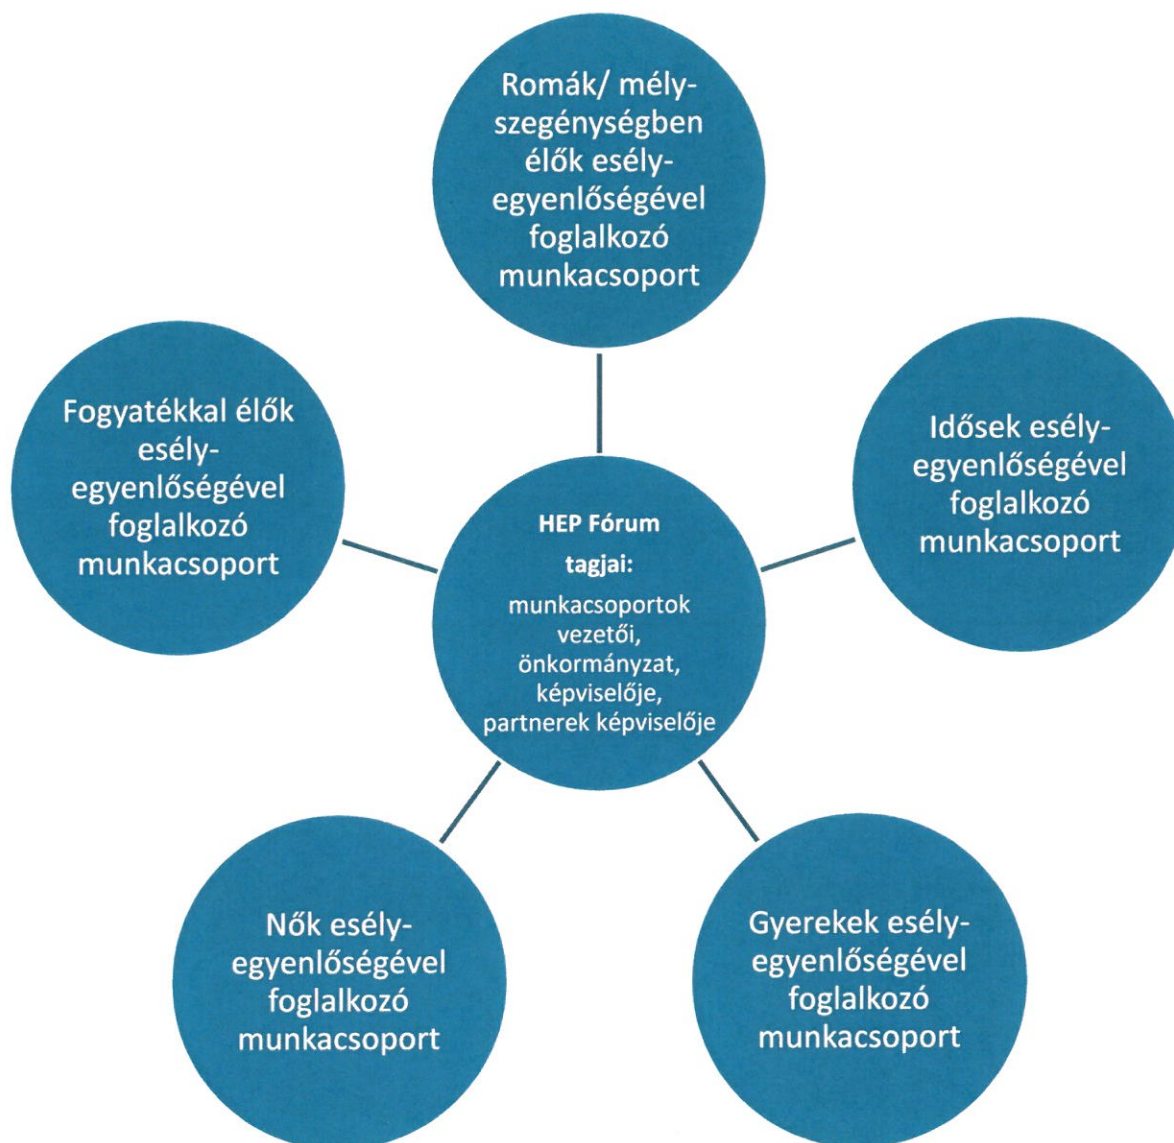 Romák/ mély-
szegénységben
élők esély-
egyenlőségével
foglalkozó
munkacsoport
Fogyatékkal élők
esély-
egyenlőségével
foglalkozó
munkacsoport
Idősek esély-
egyenlőségével
foglalkozó
munkacsoport
HEP Fórum
tagjai:
munkacsoportok
vezetői,
önkormányzat,
képviselője,
partnerek képviselője
Nők esély-
egyenlőségével
foglalkozó
munkacsoport
Gyerekek esély-
egyenlőségével
foglalkozó
munkacsoport